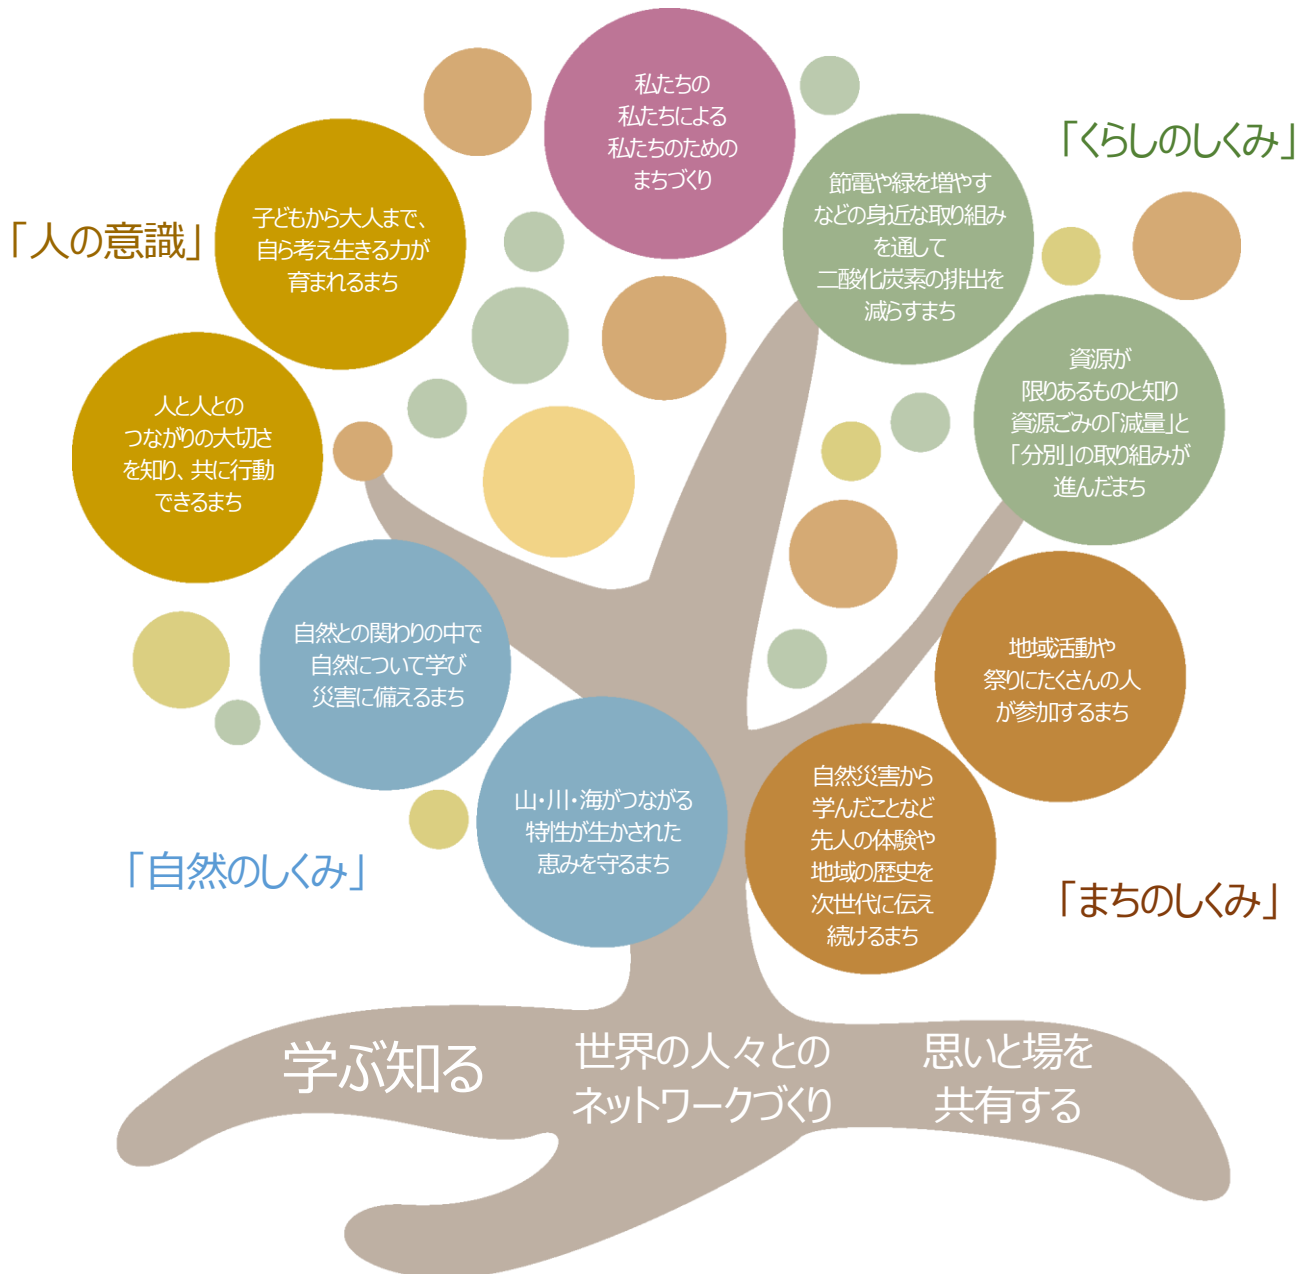 私たちの
私たちによる
私たちのための
まちづくり
「くらしのしくみ」
節電や緑を増やす
などの身近な取り組み
を通して
二酸化炭素の排出を
減らすまち
「人の意識」
子どもから大人まで、
自ら考え生きる力が
育まれるまち
資源が
限りあるものと知り
資源ごみの「減量」と
「分別」の取り組みが
進んだまち
人と人との
つながりの大切さ
を知り、共に行動
できるまち
自然との関わりの中で
自然について学び
災害に備えるまち
地域活動や
祭りにたくさんの人
が参加するまち
山・川・海がつながる
特性が生かされた
恵みを守るまち
自然災害から
学んだことなど
先人の体験や
地域の歴史を
次世代に伝え
続けるまち
「自然のしくみ」
「まちのしくみ」
学ぶ知る
世界の人々との
ネットワークづくり
思いと場を
共有する